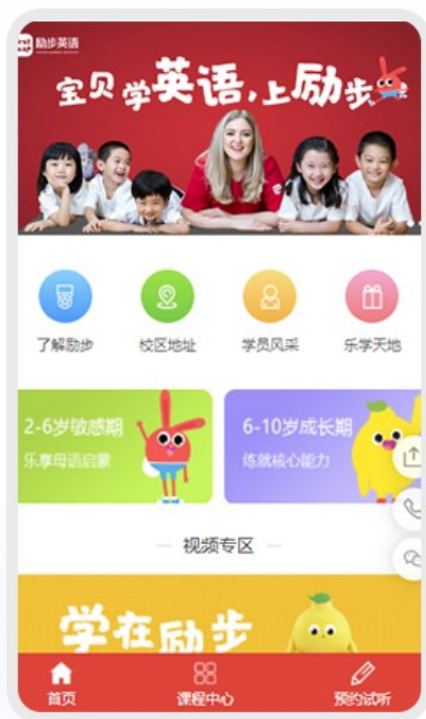 励步英语
宝贝学英语,上励步
了解励步
校区地址
学员风采
乐学天地
2-6岁敏感期
乐享母语启蒙
6-10岁成长期
练就核心能力
视频专区
学在励步
首页
课程中心
预约试听